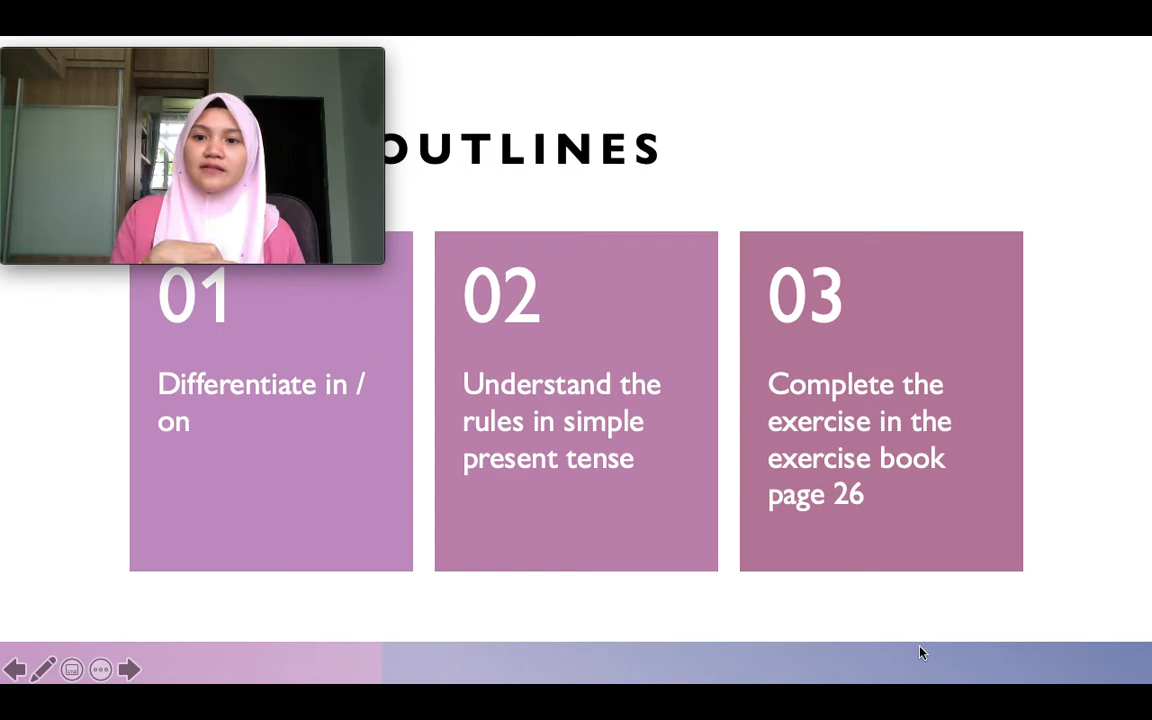 OUTLINES
01
Differentiate in /
on
02
Understand the
rules in simple
present tense
03
Complete the
exercise in the
exercise book
page 26